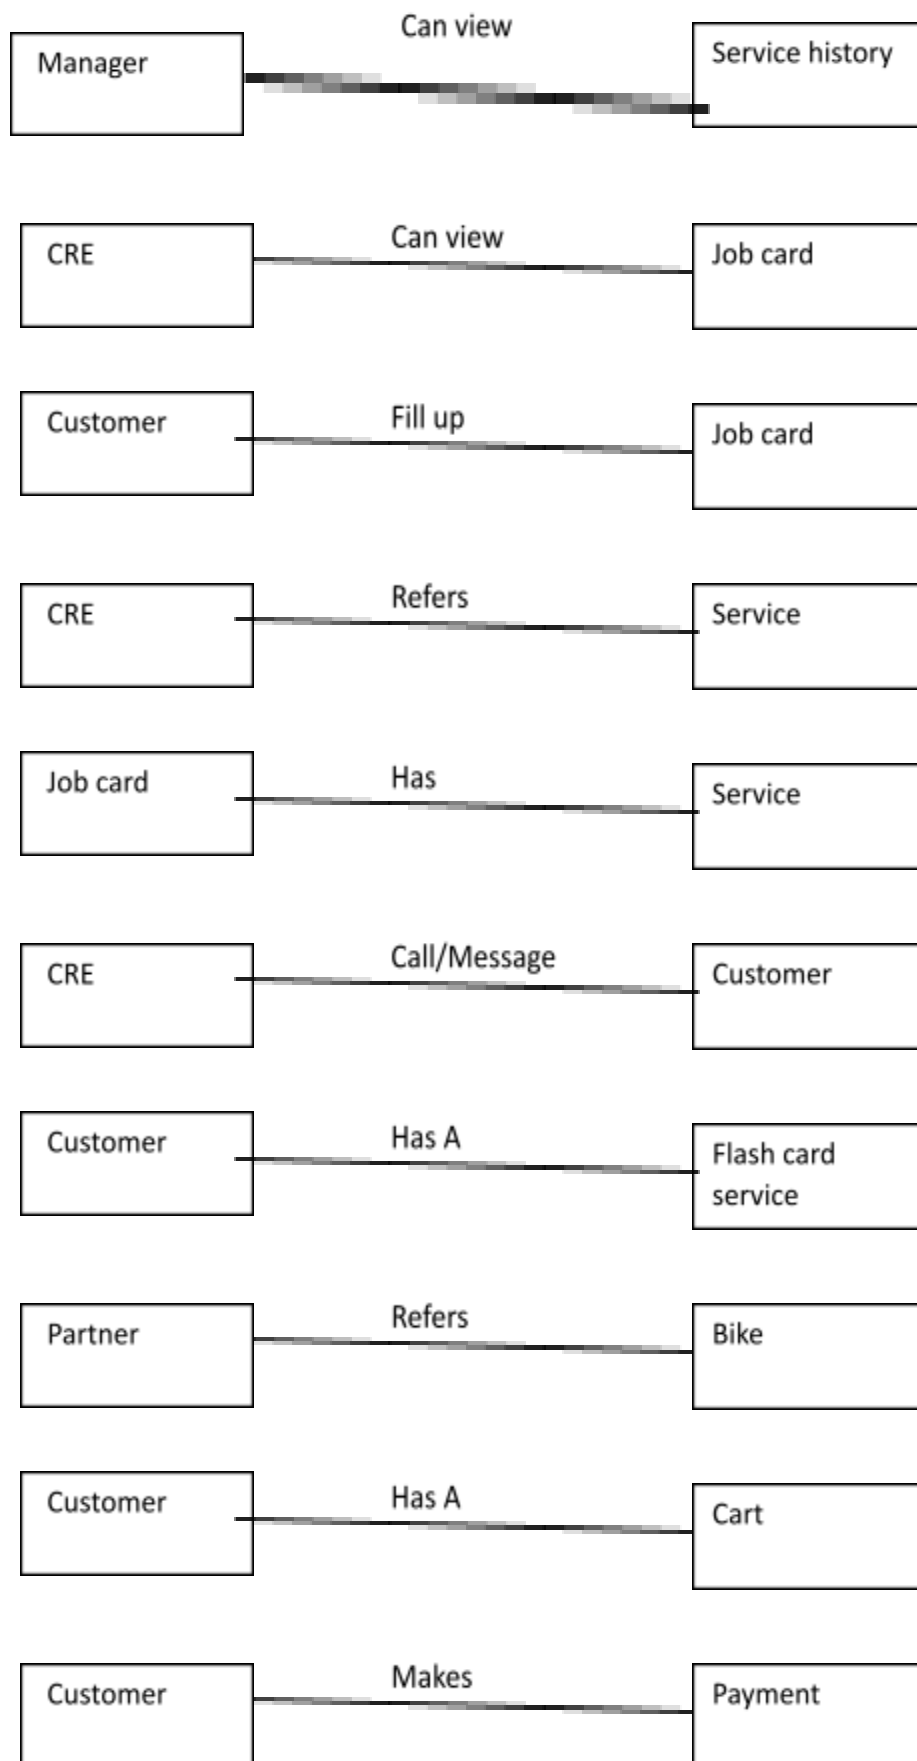 Can view
Manager
Service history
Can view
CRE
Job card
Fill up
Customer
Job card
Refers
CRE
Service
Has
Job card
Service
Call/Message
CRE
Customer
Has A
Customer
Flash card
service
Refers
Partner
Bike
Has A
Customer
Cart
Makes
Customer
Payment